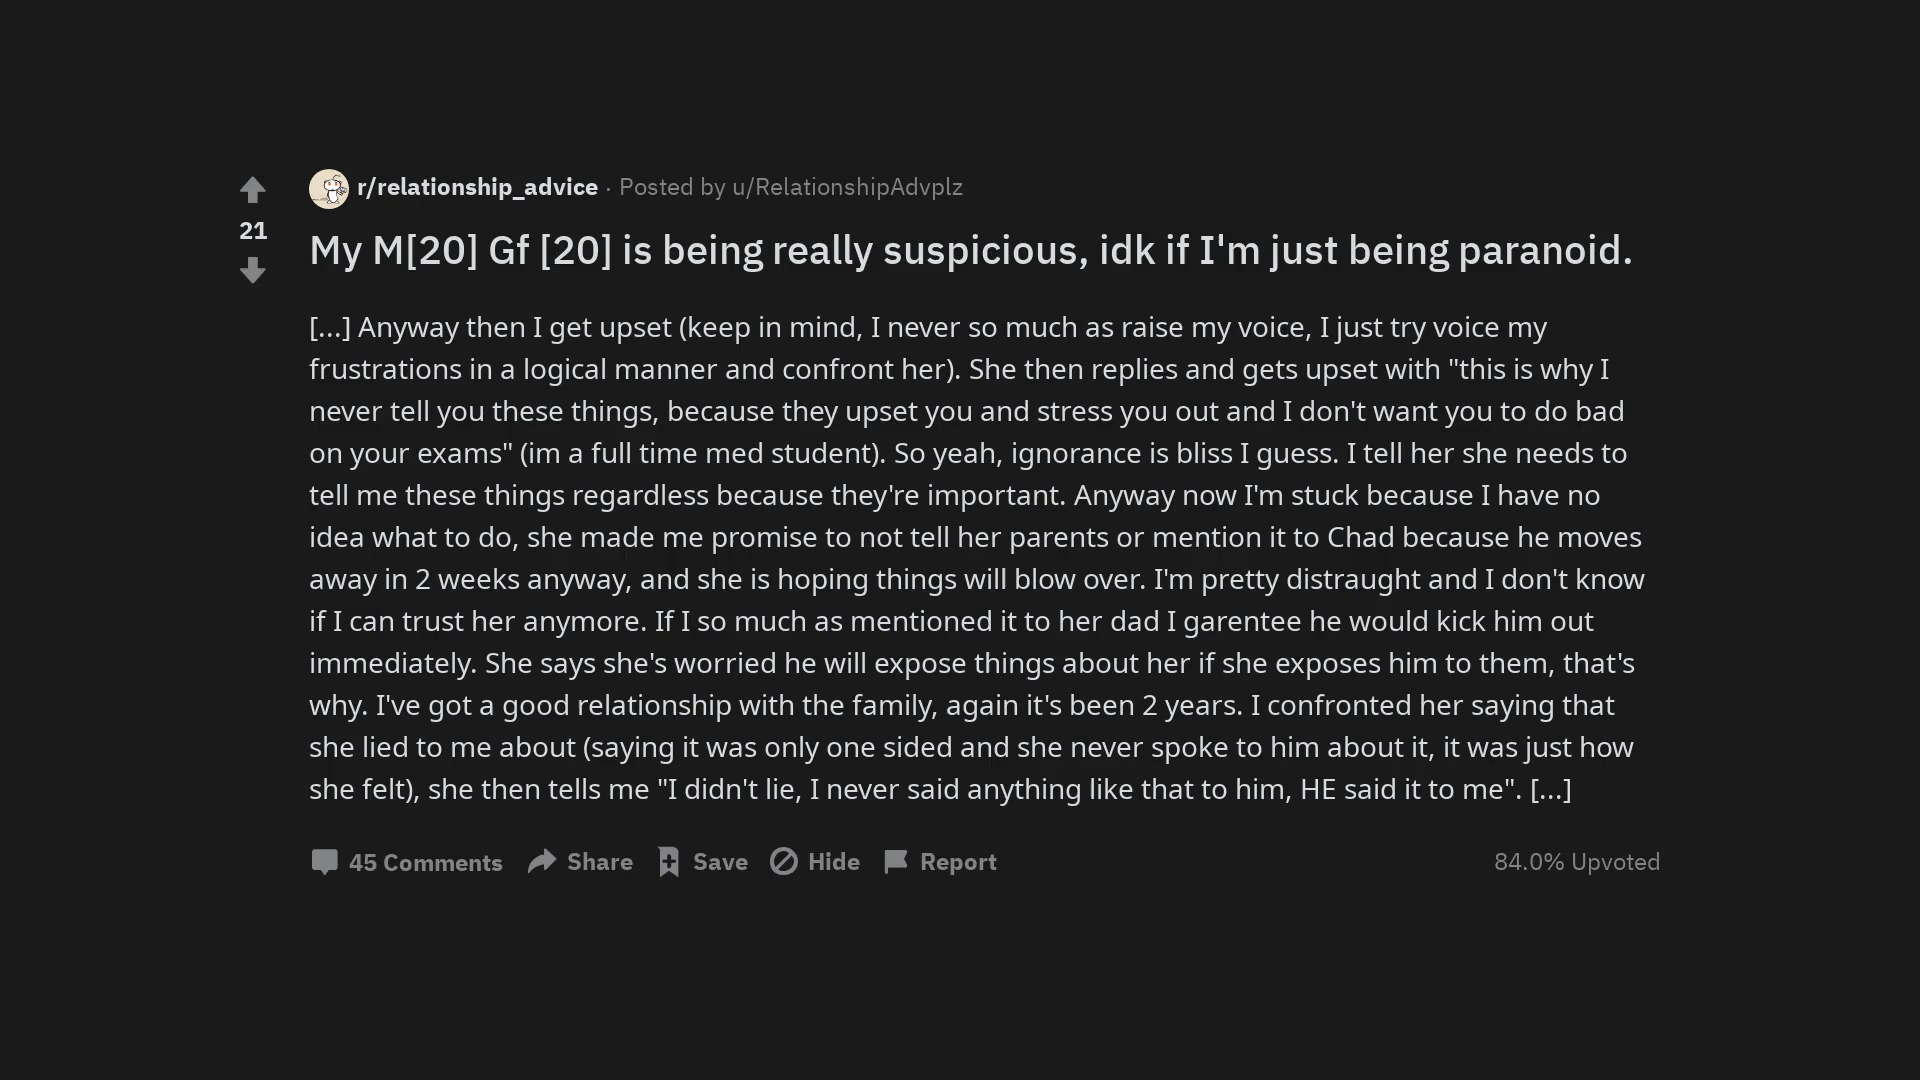 r/relationship_advice · Posted by u/RelationshipAdvplz
21
My M[20] Gf [20] is being really suspicious, idk if I'm just being paranoid.
[...] Anyway then I get upset (keep in mind, I never so much as raise my voice, I just try voice my
frustrations in a logical manner and confront her). She then replies and gets upset with "this is why I
never tell you these things, because they upset you and stress you out and I don't want you to do bad
on your exams" (im a full time med student). So yeah, ignorance is bliss I guess. I tell her she needs to
tell me these things regardless because they're important. Anyway now I'm stuck because I have no
idea what to do, she made me promise to not tell her parents or mention it to Chad because he moves
away in 2 weeks anyway, and she is hoping things will blow over. I'm pretty distraught and I don't know
if I can trust her anymore. If I so much as mentioned it to her dad I garentee he would kick him out
immediately. She says she's worried he will expose things about her if she exposes him to them, that's
why. I've got a good relationship with the family, again it's been 2 years. I confronted her saying that
she lied to me about (saying it was only one sided and she never spoke to him about it, it was just how
she felt), she then tells me "I didn't lie, I never said anything like that to him, HE said it to me". [...]
45 Comments Share Save Hide Report 84.0% Upvoted